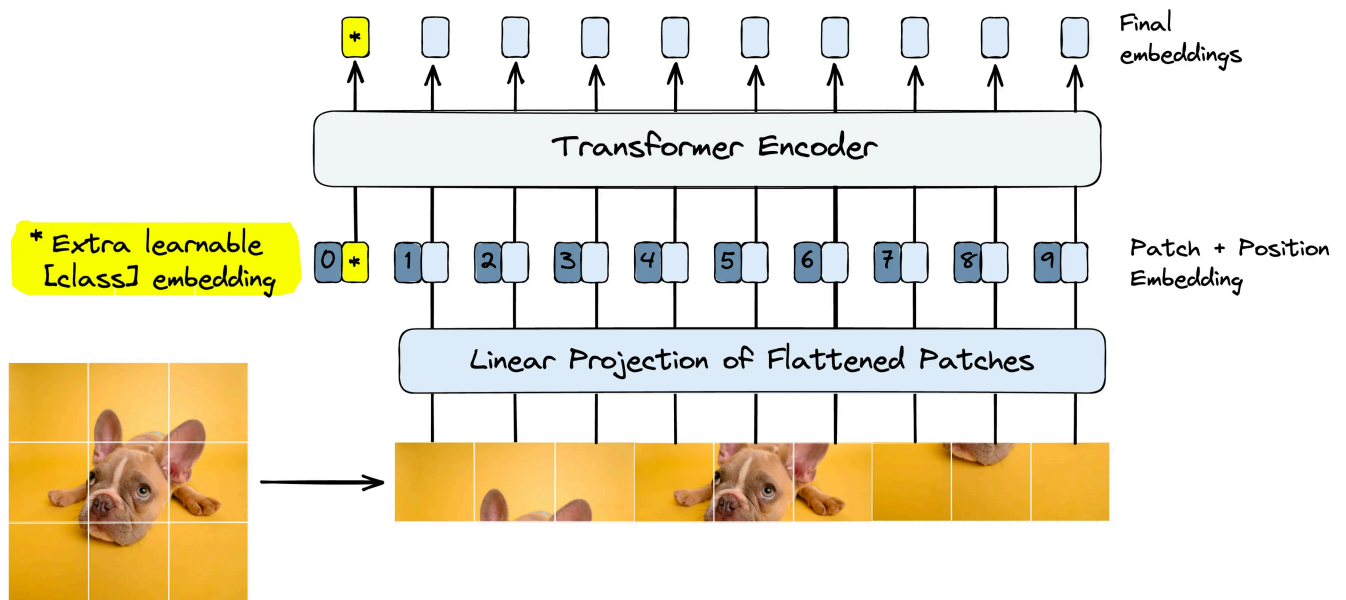 *
Final
embeddings
Transformer Encoder
* Extra learnable
[class] embedding
0 * 1 2 3 4 5 6 7 8 9
Patch + Position
Embedding
Linear Projection of Flattened Patches